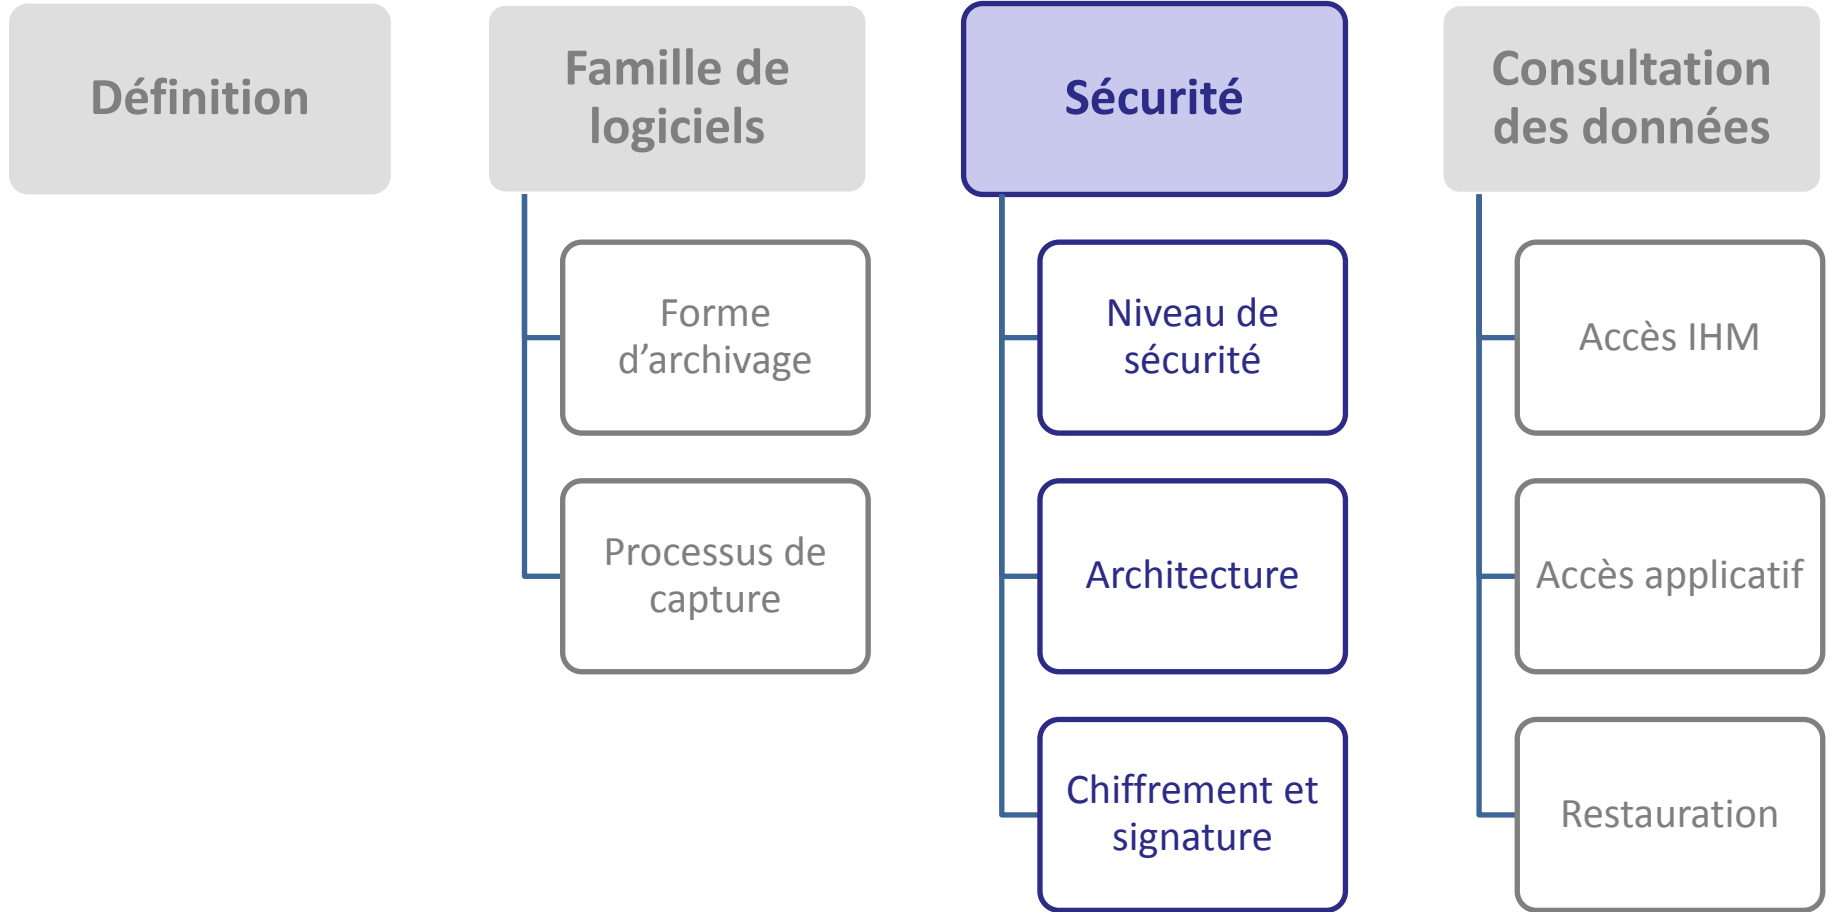 Définition
Famille de
logiciels
Forme
d’archivage
Processus de
capture
Sécurité
Niveau de
sécurité
Architecture
Chiffrement et
signature
Consultation
des données
Accès IHM
Accès applicatif
Restauration